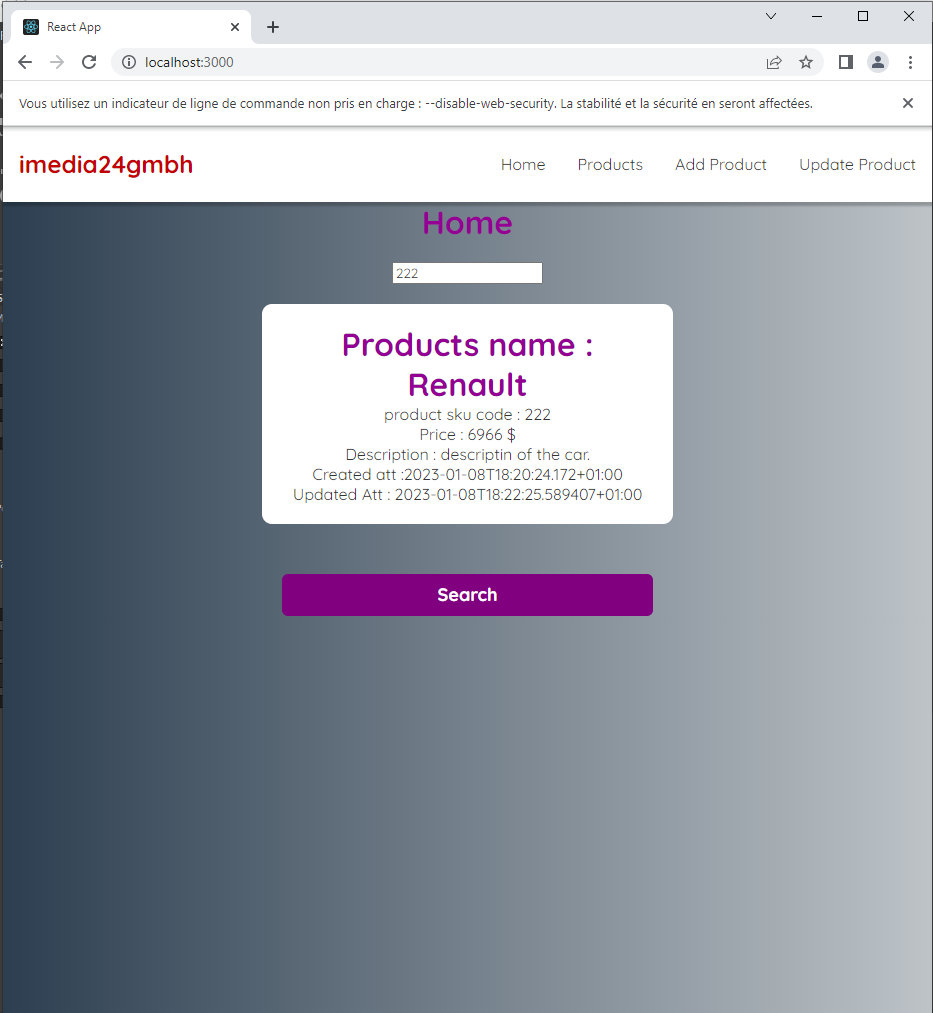 React App
localhost:3000
Vous utilisez un indicateur de ligne de commande non pris en charge : --disable-web-security. La stabilité et la sécurité en seront affectées.
imedia24gmbh
Home Products Add Product Update Product
Home
222
Products name :
Renault
product sku code : 222
Price : 6966 $
Description : descriptin of the car.
Created att :2023-01-08T18:20:24.172+01:00
Updated Att : 2023-01-08T18:22:25.589407+01:00
Search